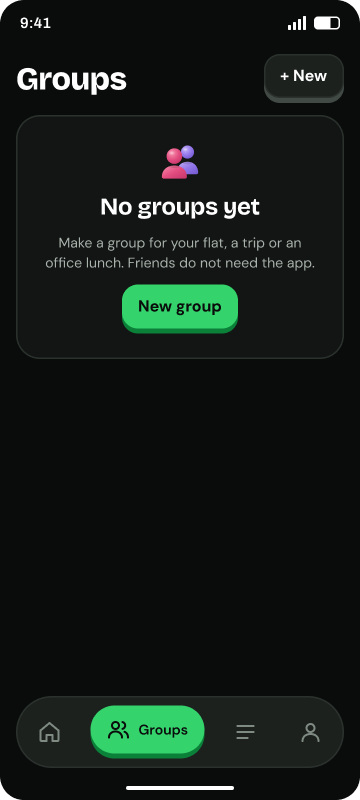 9:41
Groups
+ New
No groups yet
Make a group for your flat, a trip or an
office lunch. Friends do not need the app.
New group
Groups